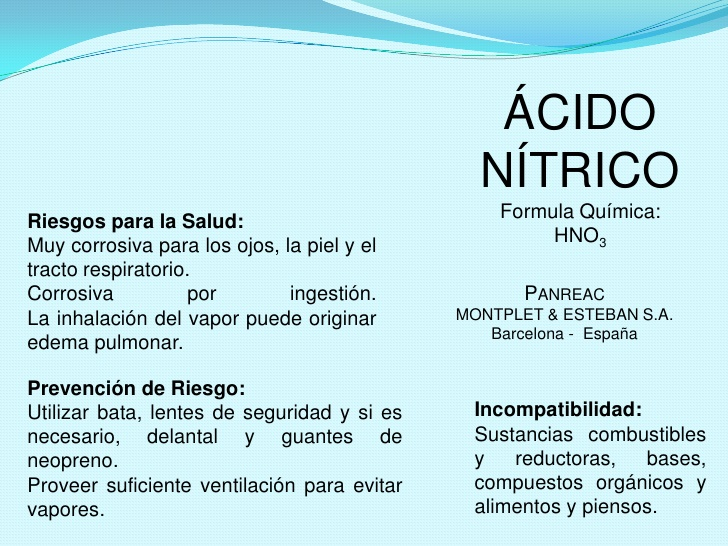 ÁCIDO
NÍTRICO
Formula Química:
HNO₃
PANREAC
MONTPLET & ESTEBAN S.A.
Barcelona - España
Riesgos para la Salud:
Muy corrosiva para los ojos, la piel y el
tracto respiratorio.
Corrosiva por ingestión.
La inhalación del vapor puede originar
edema pulmonar.
Prevención de Riesgo:
Utilizar bata, lentes de seguridad y si es
necesario, delantal y guantes de
neopreno.
Proveer suficiente ventilación para evitar
vapores.
Incompatibilidad:
Sustancias combustibles
y reductoras, bases,
compuestos orgánicos y
alimentos y piensos.